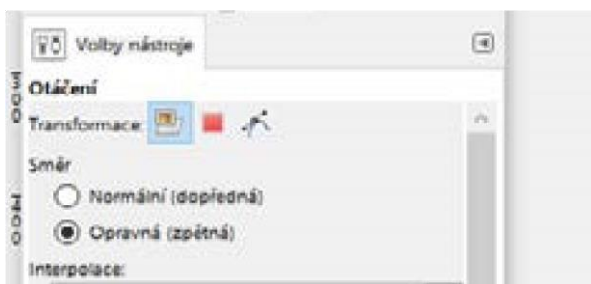 Volby nástroje
Otáčení
Transformace:
Směr
Normální (dopředná)
Opravná (zpětná)
Interpolace: